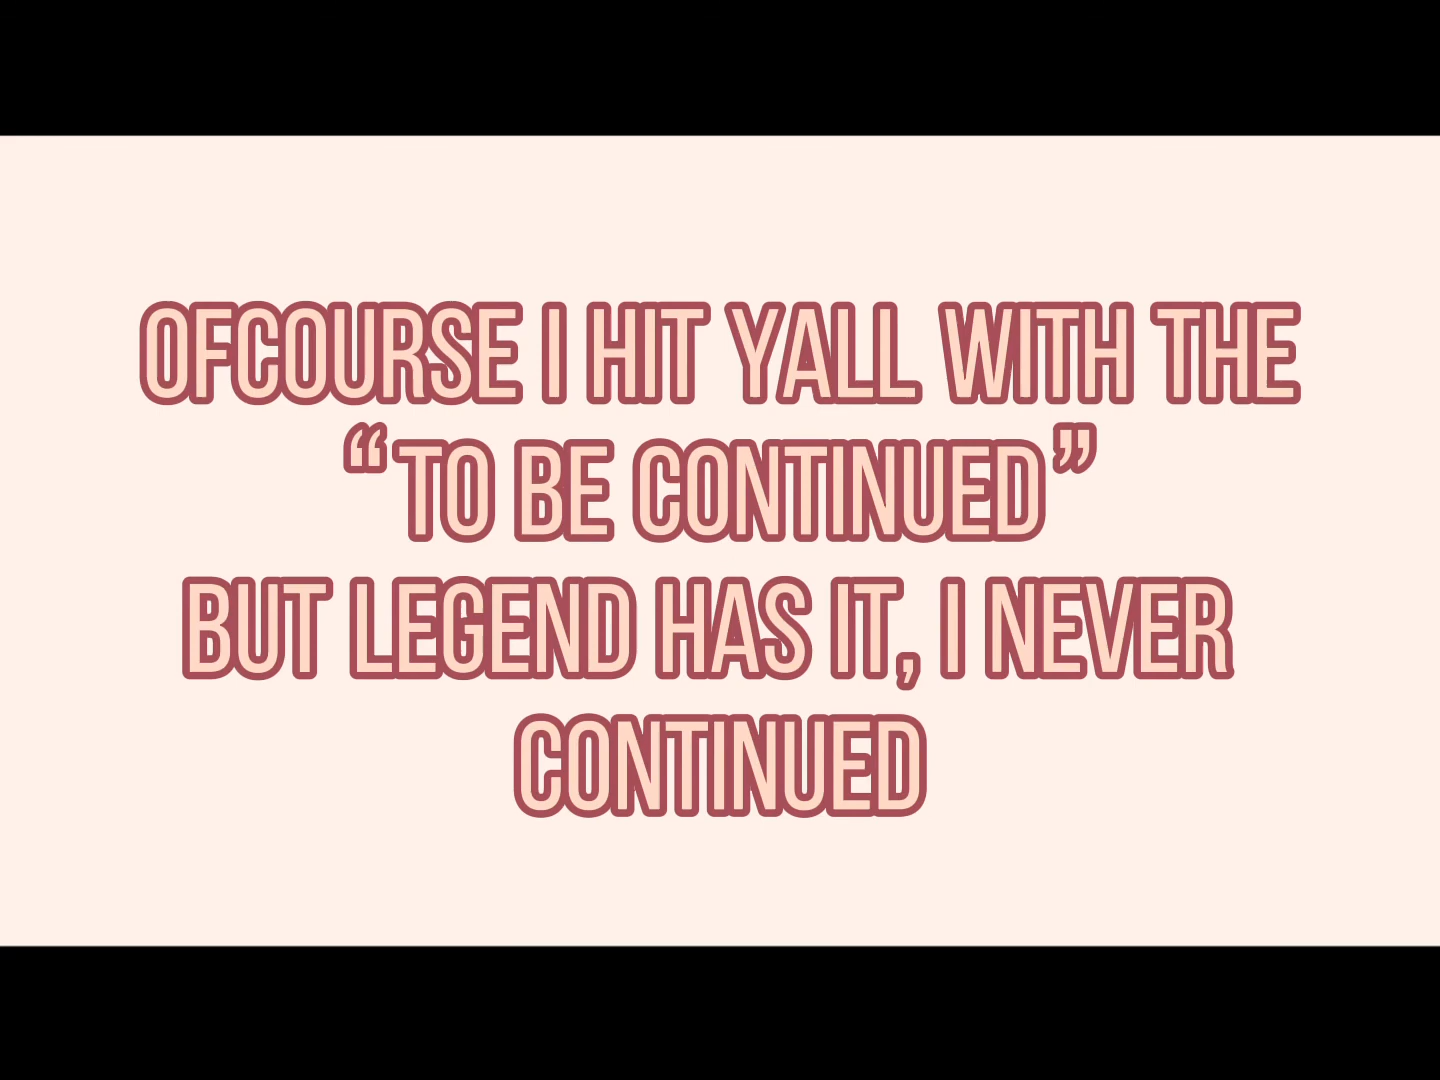 OFCOURSE I HIT YALL WITH THE
“TO BE CONTINUED”
BUT LEGEND HAS IT, I NEVER
CONTINUED